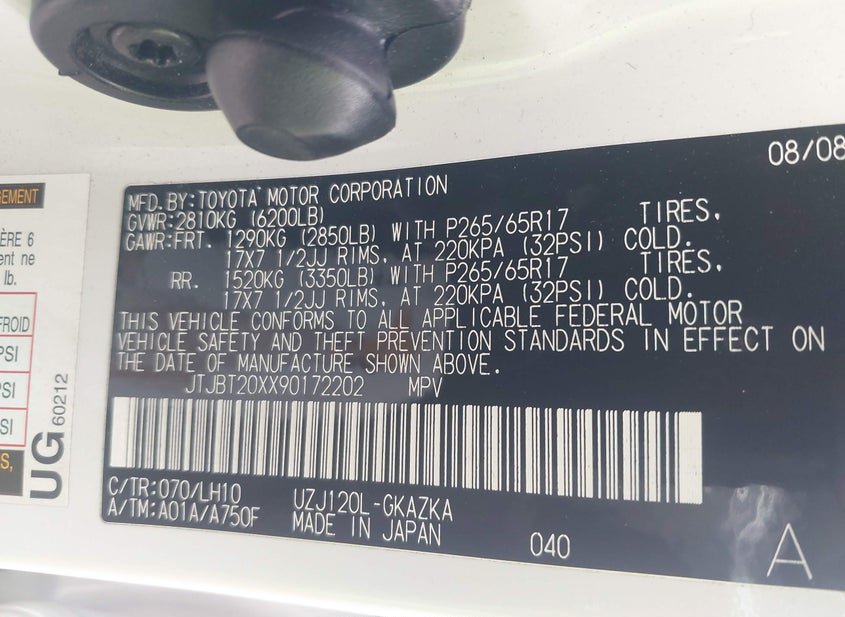 08/08
MFD. BY: TOYOTA MOTOR CORPORATION
GVWR: 2810KG (6200LB)
GAWR: FRT. 1290KG (2850LB) WITH P265/65R17 TIRES,
17X7 1/2JJ RIMS, AT 220KPA (32PSI) COLD.
RR. 1520KG (3350LB) WITH P265/65R17 TIRES,
17X7 1/2JJ RIMS, AT 220KPA (32PSI) COLD.
THIS VEHICLE CONFORMS TO ALL APPLICABLE FEDERAL MOTOR
VEHICLE SAFETY AND THEFT PREVENTION STANDARDS IN EFFECT ON
THE DATE OF MANUFACTURE SHOWN ABOVE.
JTJBT20XX90172202 MPV
C/TR: 070/LH10 UZJ120L-GKAZKA
A/TM: A01A/A750F MADE IN JAPAN
040
A
GEMENT
ÈRE 6
ent ne
lb.
FROID
PSI
PSI
SI
S,
UG 60212